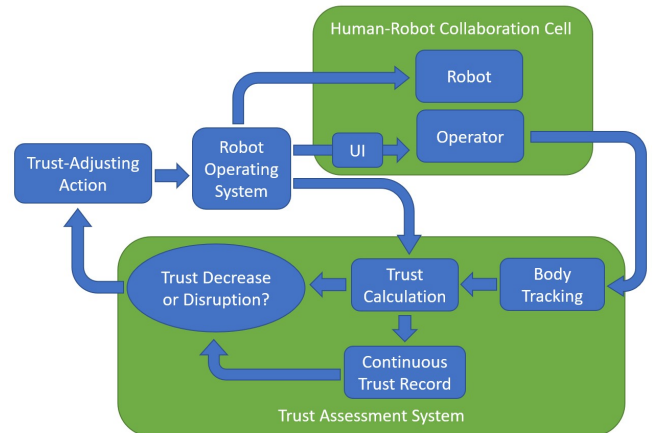 Human-Robot Collaboration Cell
Robot
Operator
UI
Robot
Operating
System
Trust-Adjusting
Action
Trust Decrease
or Disruption?
Trust
Calculation
Body
Tracking
Continuous
Trust Record
Trust Assessment System